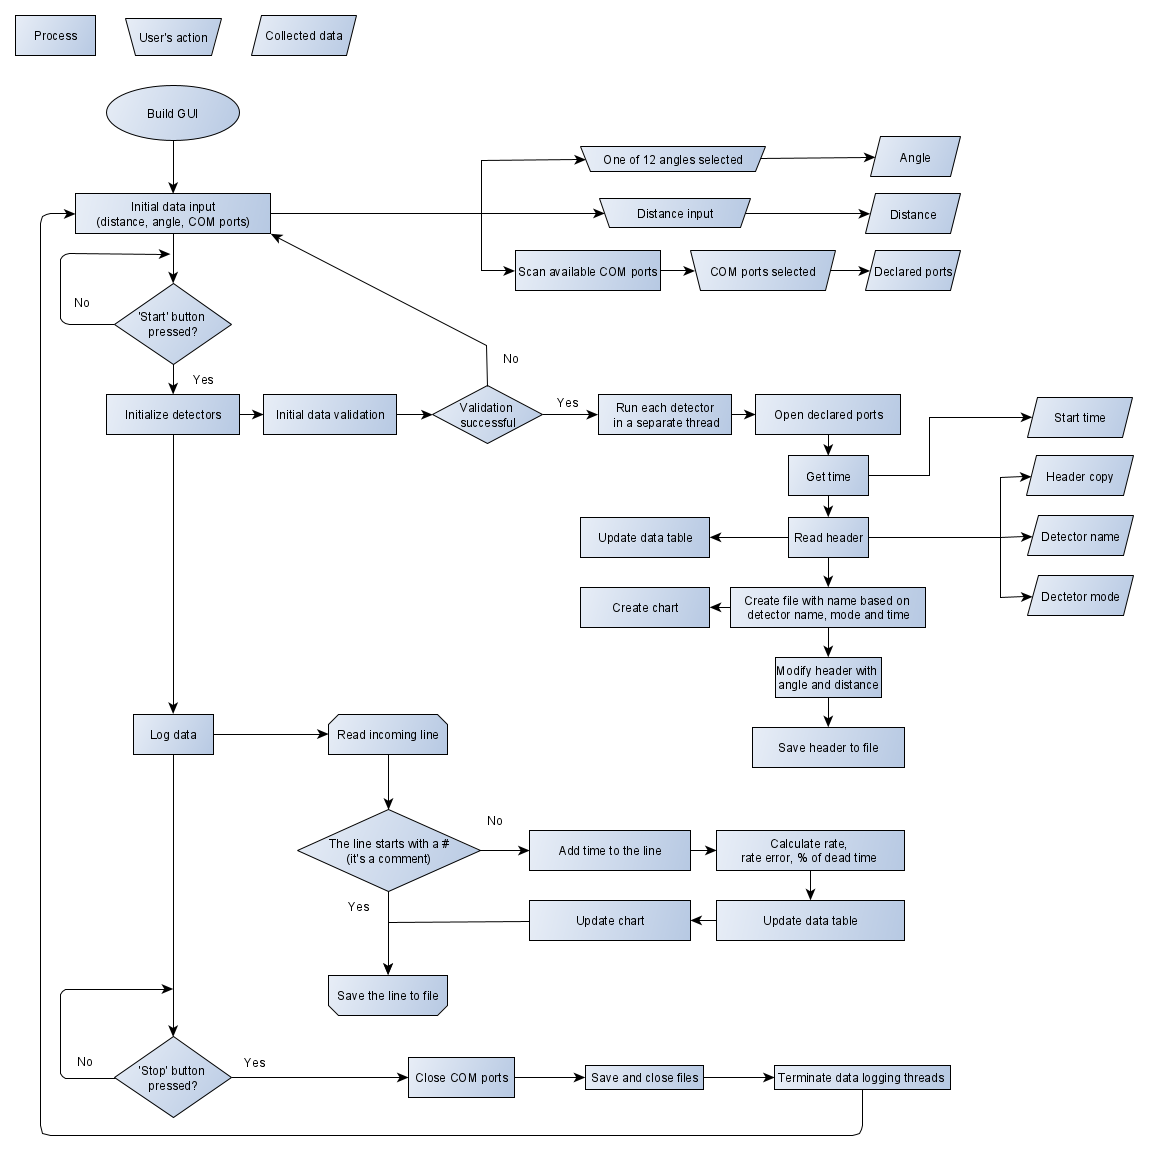 Process
User's action
Collected data
Build GUI
Initial data input
(distance, angle, COM ports)
One of 12 angles selected
Angle
Distance input
Distance
Scan available COM ports
COM ports selected
Declared ports
No
'Start' button
pressed?
Yes
No
Initialize detectors
Initial data validation
Validation
successful
Yes
Run each detector
in a separate thread
Open declared ports
Start time
Get time
Header copy
Update data table
Read header
Detector name
Create chart
Create file with name based on
detector name, mode and time
Dectetor mode
Modify header with
angle and distance
Log data
Read incoming line
Save header to file
No
The line starts with a #
(it's a comment)
Add time to the line
Calculate rate,
rate error, % of dead time
Yes
Update chart
Update data table
Save the line to file
No
'Stop' button
pressed?
Yes
Close COM ports
Save and close files
Terminate data logging threads